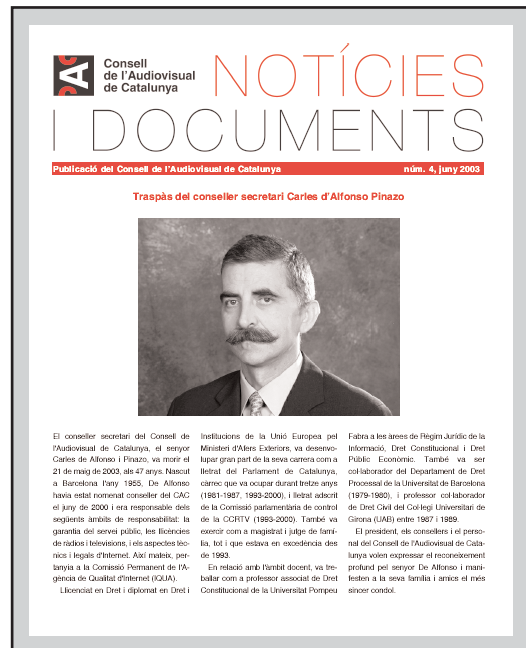 Consell
de l'Audiovisual
de Catalunya
NOTÍCIES
I DOCUMENTS
Publicació del Consell de l'Audiovisual de Catalunya
núm. 4, juny 2003
Traspàs del conseller secretari Carles d'Alfonso Pinazo
El conseller secretari del Consell de
l'Audiovisual de Catalunya, el senyor
Carles de Alfonso i Pinazo, va morir el
21 de maig de 2003, als 47 anys. Nascut
a Barcelona l'any 1955, De Alfonso
havia estat nomenat conseller del CAC
el juny de 2000 i era responsable dels
següents àmbits de responsabilitat: la
garantia del servei públic, les llicències
de ràdios i televisions, i els aspectes tèc-
nics i legals d'Internet. Així mateix, per-
tanyia a la Comissió Permanent de l'A-
gència de Qualitat d'Internet (IQUA).
Llicenciat en Dret i diplomat en Dret i
Institucions de la Unió Europea pel
Ministeri d'Afers Exteriors, va desenvo-
lupar gran part de la seva carrera com a
lletrat del Parlament de Catalunya,
càrrec que va ocupar durant tretze anys
(1981-1987, 1993-2000), i lletrat adscrit
de la Comissió parlamentària de control
de la CCRTV (1993-2000). També va
exercir com a magistrat i jutge de famí-
lia, tot i que estava en excedència des
de 1993.
En relació amb l'àmbit docent, va tre-
ballar com a professor associat de Dret
Constitucional de la Universitat Pompeu
Fabra a les àrees de Règim Jurídic de la
Informació, Dret Constitucional i Dret
Públic Econòmic. També va ser
col·laborador del Departament de Dret
Processal de la Universitat de Barcelona
(1979-1980), i professor col·laborador
de Dret Civil del Col·legi Universitari de
Girona (UAB) entre 1987 i 1989.
El president, els consellers i el perso-
nal del Consell de l'Audiovisual de Cata-
lunya volen expressar el reconeixement
profund pel senyor De Alfonso i mani-
festen a la seva família i amics el més
sincer condol.